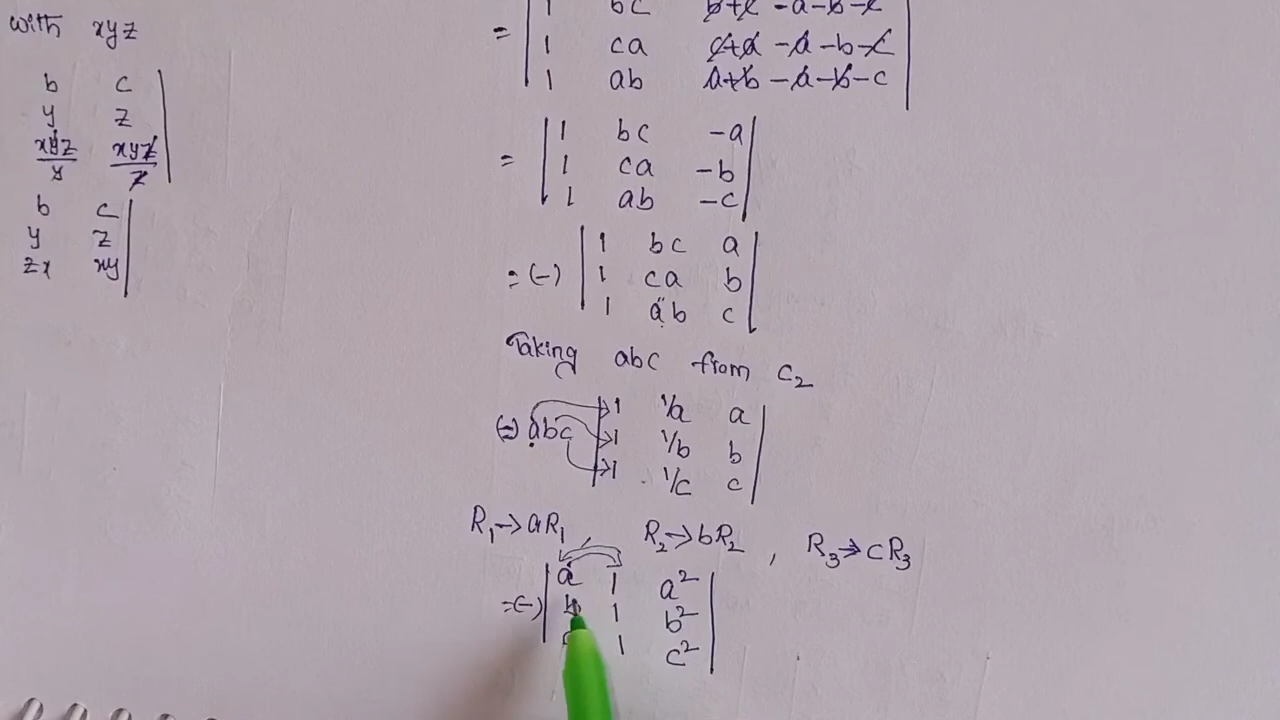 with xyz
b c
y z
xyz/y xyz/z
b c
y z
zx xy
1 bc b+c -a-b-c
= 1 ca c+a -a-b-c
1 ab a+b -a-b-c
1 bc -a
= 1 ca -b
1 ab -c
1 bc a
= (-) 1 ca b
1 ab c
Taking abc from c2
1 1/a a
(-) abc 1 1/b b
1 1/c c
R1→aR1 , R2→bR2 , R3→cR3
a 1 a²
=(-) b 1 b²
1 c²